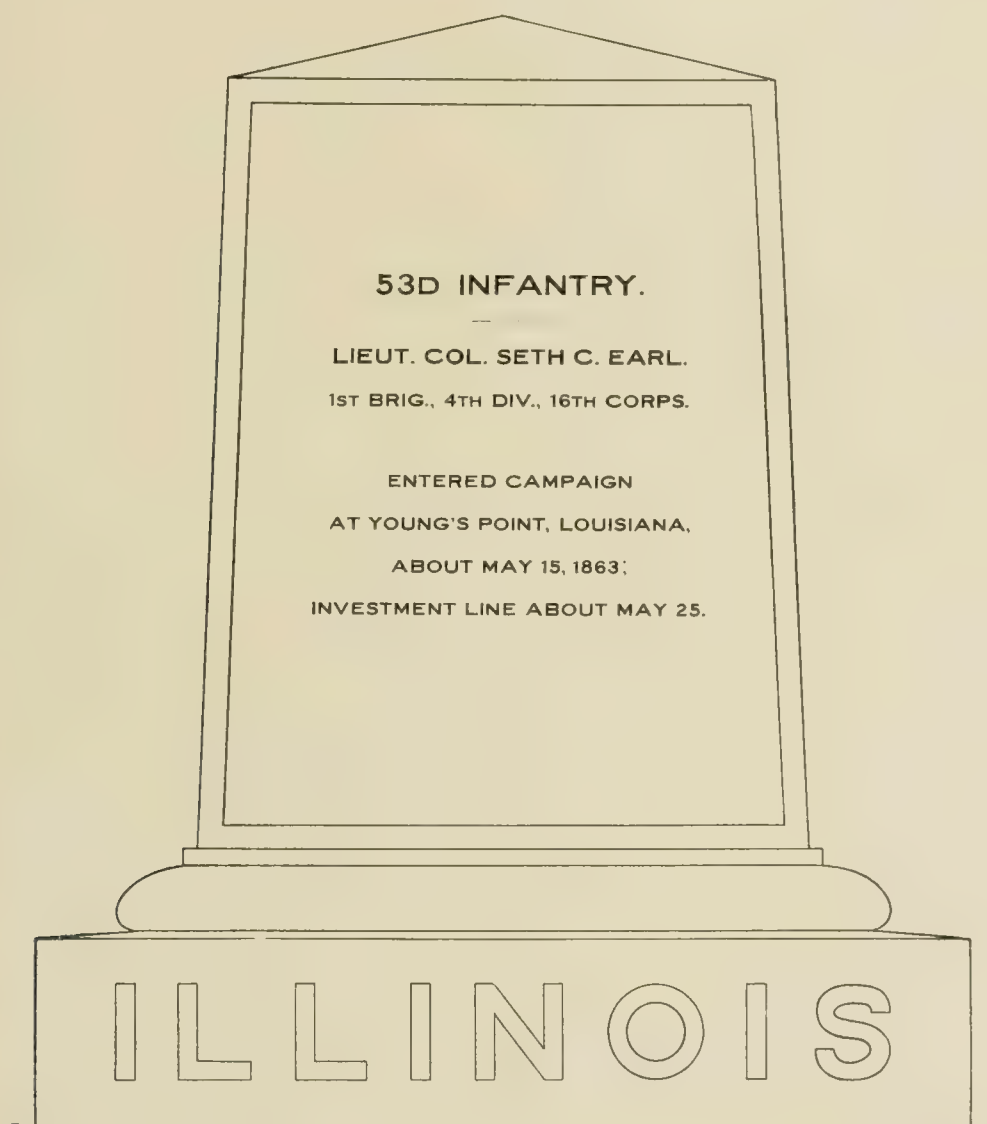 53D INFANTRY.
LIEUT. COL. SETH C. EARL.
1ST BRIG., 4TH DIV., 16TH CORPS.
ENTERED CAMPAIGN
AT YOUNG'S POINT, LOUISIANA,
ABOUT MAY 15, 1863;
INVESTMENT LINE ABOUT MAY 25.
ILLINOIS